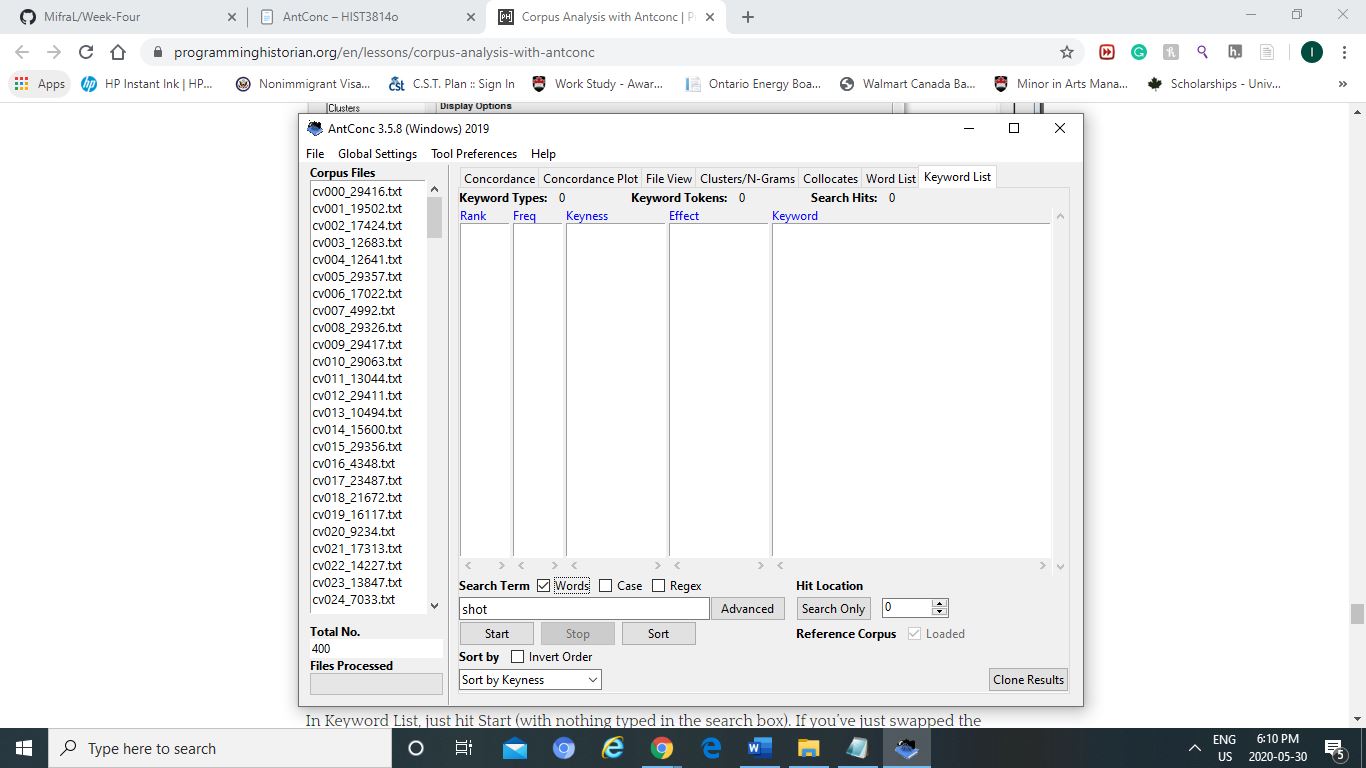 MifraL/Week-Four
AntConc – HIST3814o
Corpus Analysis with Antconc | P
programminghistorian.org/en/lessons/corpus-analysis-with-antconc
h.
I
Apps
HP Instant Ink | HP...
Nonimmigrant Visa...
C.S.T. Plan :: Sign In
Work Study - Awar...
Ontario Energy Boa...
Walmart Canada Ba...
Minor in Arts Mana...
Scholarships - Univ...
»
Clusters
Display Options
AntConc 3.5.8 (Windows) 2019
File Global Settings Tool Preferences Help
Corpus Files
cv000_29416.txt
cv001_19502.txt
cv002_17424.txt
cv003_12683.txt
cv004_12641.txt
cv005_29357.txt
cv006_17022.txt
cv007_4992.txt
cv008_29326.txt
cv009_29417.txt
cv010_29063.txt
cv011_13044.txt
cv012_29411.txt
cv013_10494.txt
cv014_15600.txt
cv015_29356.txt
cv016_4348.txt
cv017_23487.txt
cv018_21672.txt
cv019_16117.txt
cv020_9234.txt
cv021_17313.txt
cv022_14227.txt
cv023_13847.txt
cv024_7033.txt
Total No.
400
Files Processed
Concordance Concordance Plot File View Clusters/N-Grams Collocates Word List Keyword List
Keyword Types: 0 Keyword Tokens: 0 Search Hits: 0
Rank Freq Keyness Effect Keyword
Search Term Words Case Regex
Hit Location
shot
Advanced
Search Only
0
Start Stop Sort
Reference Corpus Loaded
Sort by Invert Order
Sort by Keyness
Clone Results
In Keyword List, just hit Start (with nothing typed in the search box). If you've just swapped the
Type here to search
ENG
US
6:10 PM
2020-05-30
5